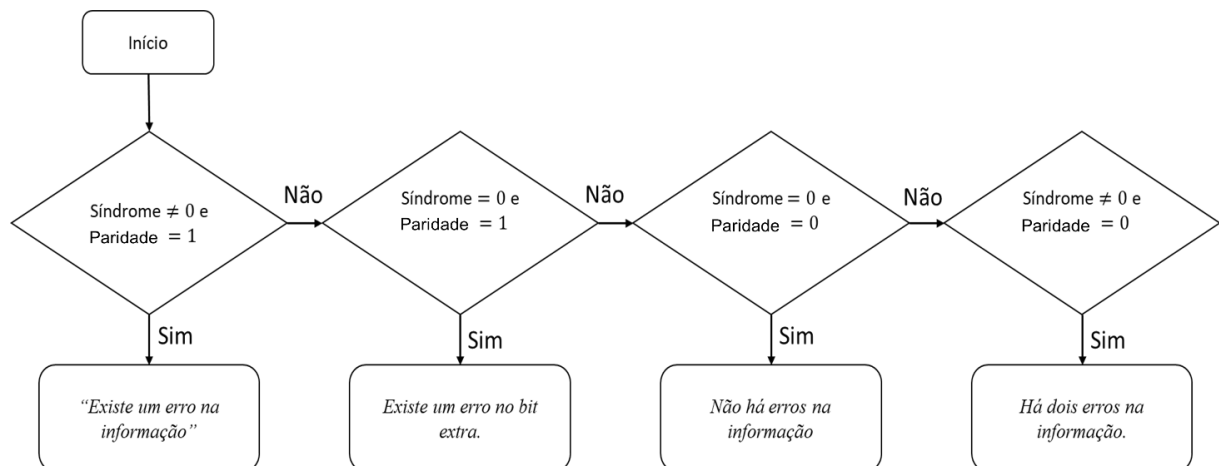 Início
Síndrome ≠ 0 e
Paridade = 1
Não
Síndrome = 0 e
Paridade = 1
Não
Síndrome = 0 e
Paridade = 0
Não
Síndrome ≠ 0 e
Paridade = 0
Sim
Sim
Sim
Sim
“Existe um erro na
informação”
Existe um erro no bit
extra.
Não há erros na
informação
Há dois erros na
informação.